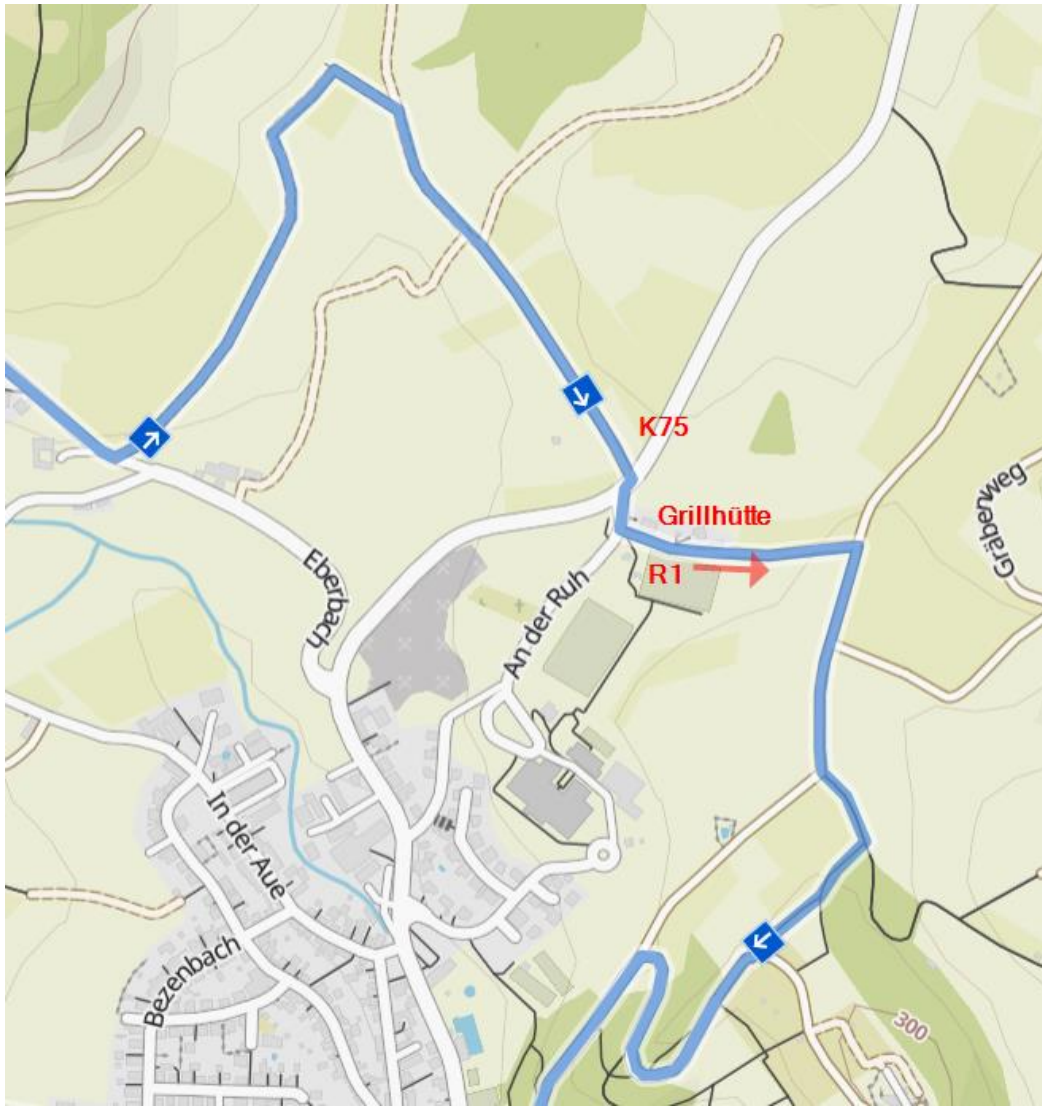 K75
Grillhütte
R1
Gräbenweg
Eberbach
An der Ruh
In der Aue
Bezenbach
300